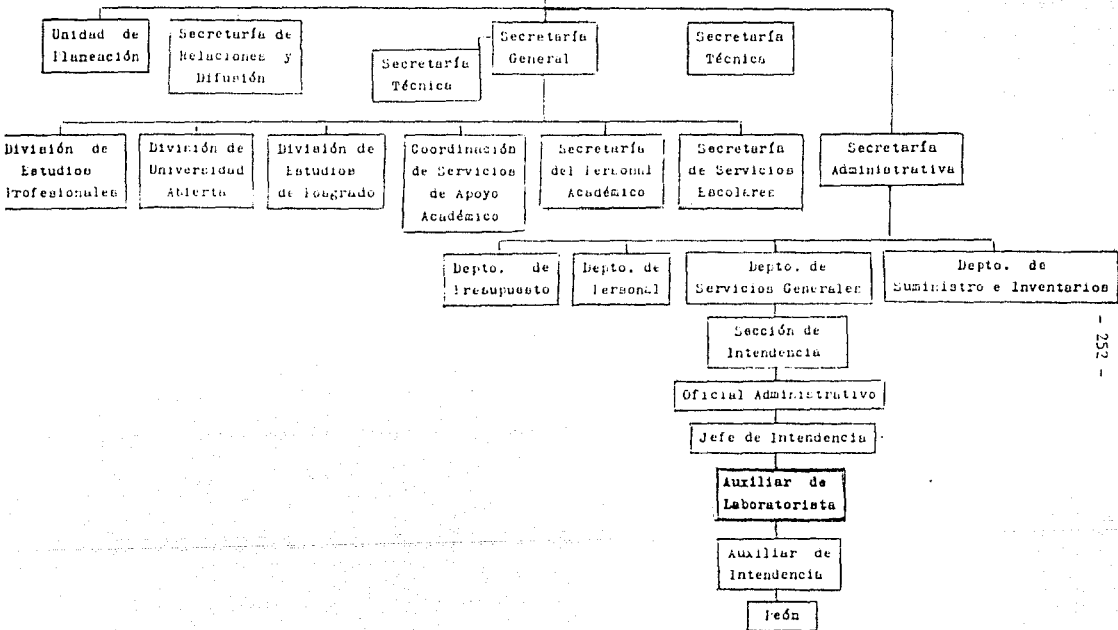 Unidad de
Planeación
Secretaría de
Relaciones y
Difusión
Secretaría
Técnica
Secretaría
General
Secretaría
Técnica
División de
Estudios
Profesionales
División de
Universidad
Abierta
División de
Estudios
de Posgrado
Coordinación
de Servicios
de Apoyo
Académico
Secretaría
del Personal
Académico
Secretaría
de Servicios
Escolares
Secretaría
Administrativa
Depto. de
Presupuesto
Depto. de
Personal
Depto. de
Servicios Generales
Depto. de
Suministro e Inventarios
- 252 -
Sección de
Intendencia
Oficial Administrativo
Jefe de Intendencia
Auxiliar de
Laboratorista
Auxiliar de
Intendencia
Peón